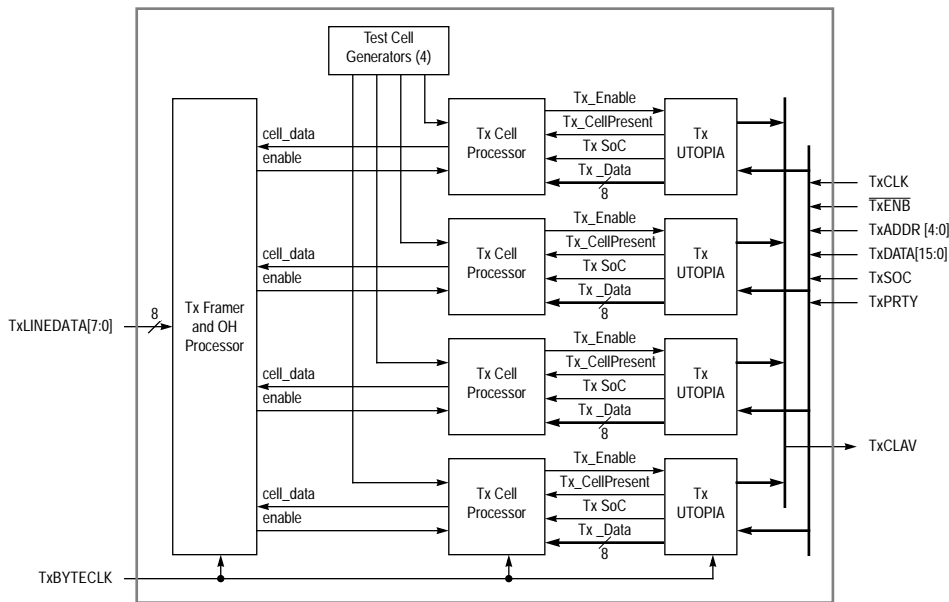 Test Cell
Generators (4)
Tx Framer
and OH
Processor
TxLINEDATA[7:0]
8
TxBYTECLK
cell_data
enable
Tx Cell
Processor
Tx_Enable
Tx_CellPresent
Tx SoC
Tx _Data
8
Tx
UTOPIA
cell_data
enable
Tx Cell
Processor
Tx_Enable
Tx_CellPresent
Tx SoC
Tx _Data
8
Tx
UTOPIA
cell_data
enable
Tx Cell
Processor
Tx_Enable
Tx_CellPresent
Tx SoC
Tx _Data
8
Tx
UTOPIA
cell_data
enable
Tx Cell
Processor
Tx_Enable
Tx_CellPresent
Tx SoC
Tx _Data
8
Tx
UTOPIA
TxCLK
TxENB
TxADDR [4:0]
TxDATA[15:0]
TxSOC
TxPRTY
TxCLAV